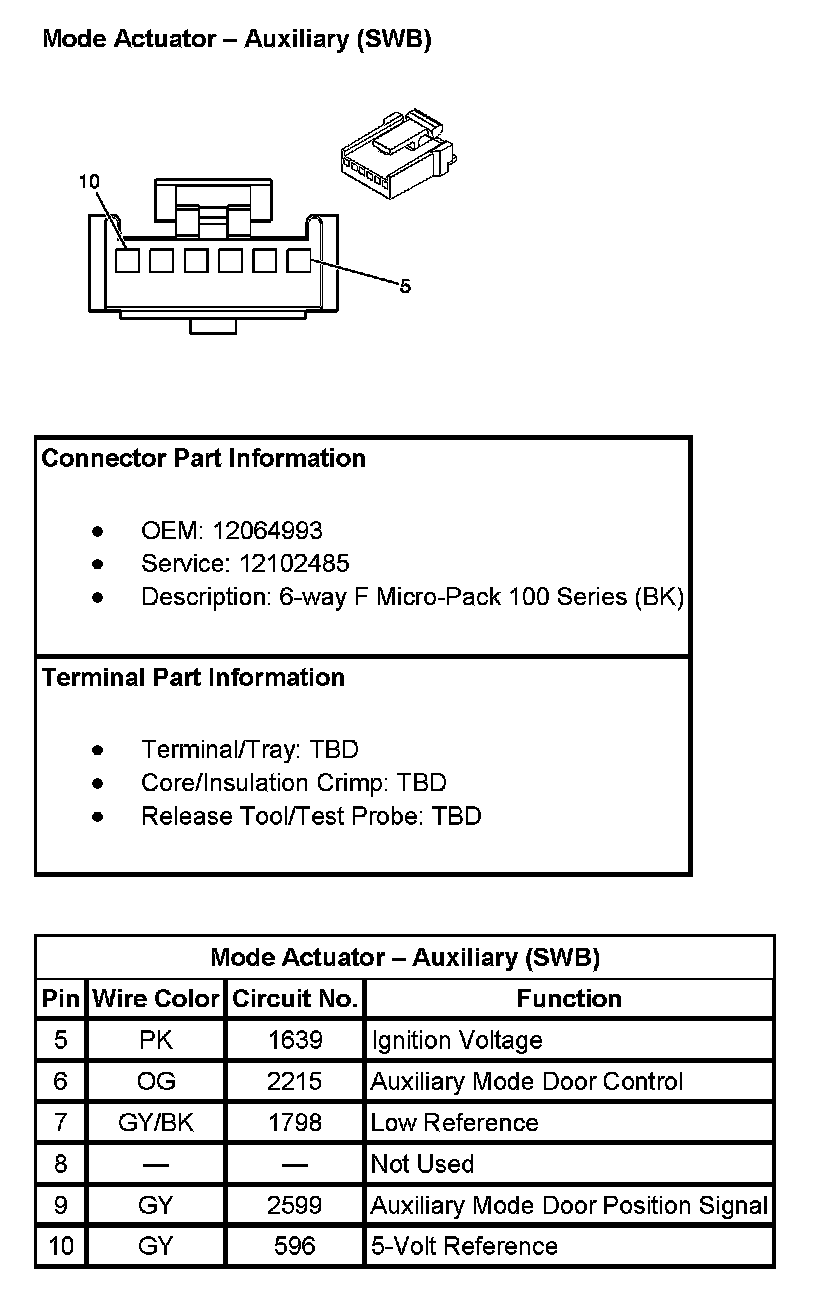 Mode Actuator – Auxiliary (SWB)
10
5
Connector Part Information
● OEM: 12064993
● Service: 12102485
● Description: 6-way F Micro-Pack 100 Series (BK)
Terminal Part Information
● Terminal/Tray: TBD
● Core/Insulation Crimp: TBD
● Release Tool/Test Probe: TBD
Mode Actuator – Auxiliary (SWB)
Pin Wire Color Circuit No. Function
5 PK 1639 Ignition Voltage
6 OG 2215 Auxiliary Mode Door Control
7 GY/BK 1798 Low Reference
8 — — Not Used
9 GY 2599 Auxiliary Mode Door Position Signal
10 GY 596 5-Volt Reference